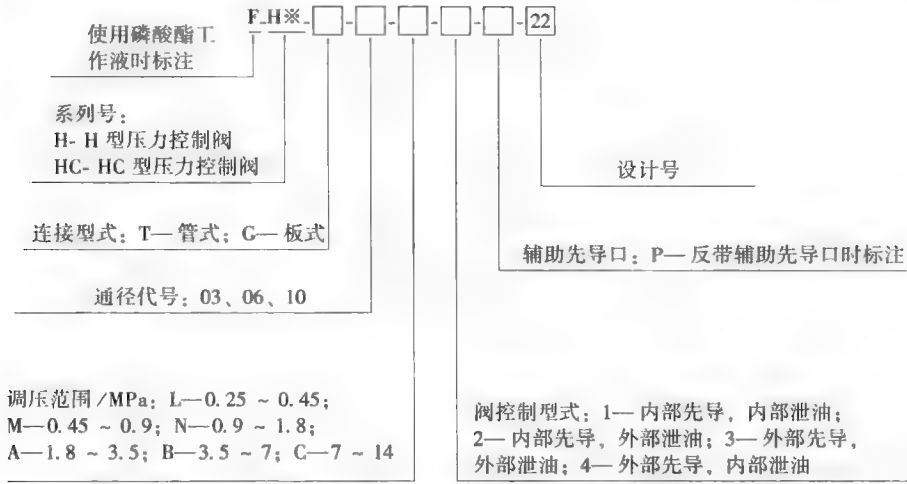 F-H※-□-□-□-□-□-22
使用磷酸酯工
作液时标注
系列号：
H- H 型压力控制阀
HC- HC 型压力控制阀
设计号
连接型式：T—管式；G—板式
辅助先导口：P—反带辅助先导口时标注
通径代号：03、06、10
调压范围/MPa：L—0.25 ~ 0.45；
M—0.45 ~ 0.9；N—0.9 ~ 1.8；
A—1.8 ~ 3.5；B—3.5 ~ 7；C—7 ~ 14
阀控制型式：1—内部先导，内部泄油；
2—内部先导，外部泄油；3—外部先导，
外部泄油；4—外部先导，内部泄油